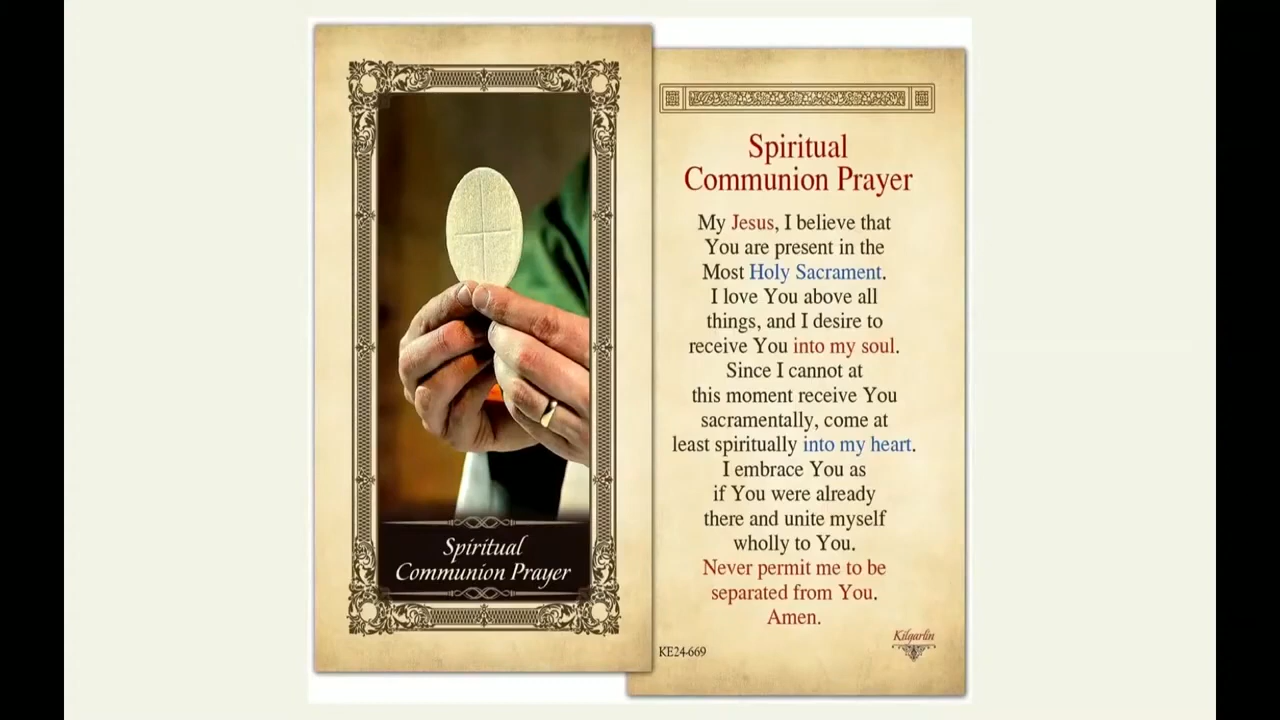 Spiritual
Communion Prayer
Spiritual
Communion Prayer
My Jesus, I believe that
You are present in the
Most Holy Sacrament.
I love You above all
things, and I desire to
receive You into my soul.
Since I cannot at
this moment receive You
sacramentally, come at
least spiritually into my heart.
I embrace You as
if You were already
there and unite myself
wholly to You.
Never permit me to be
separated from You.
Amen.
KE24-669
Kilgarlin